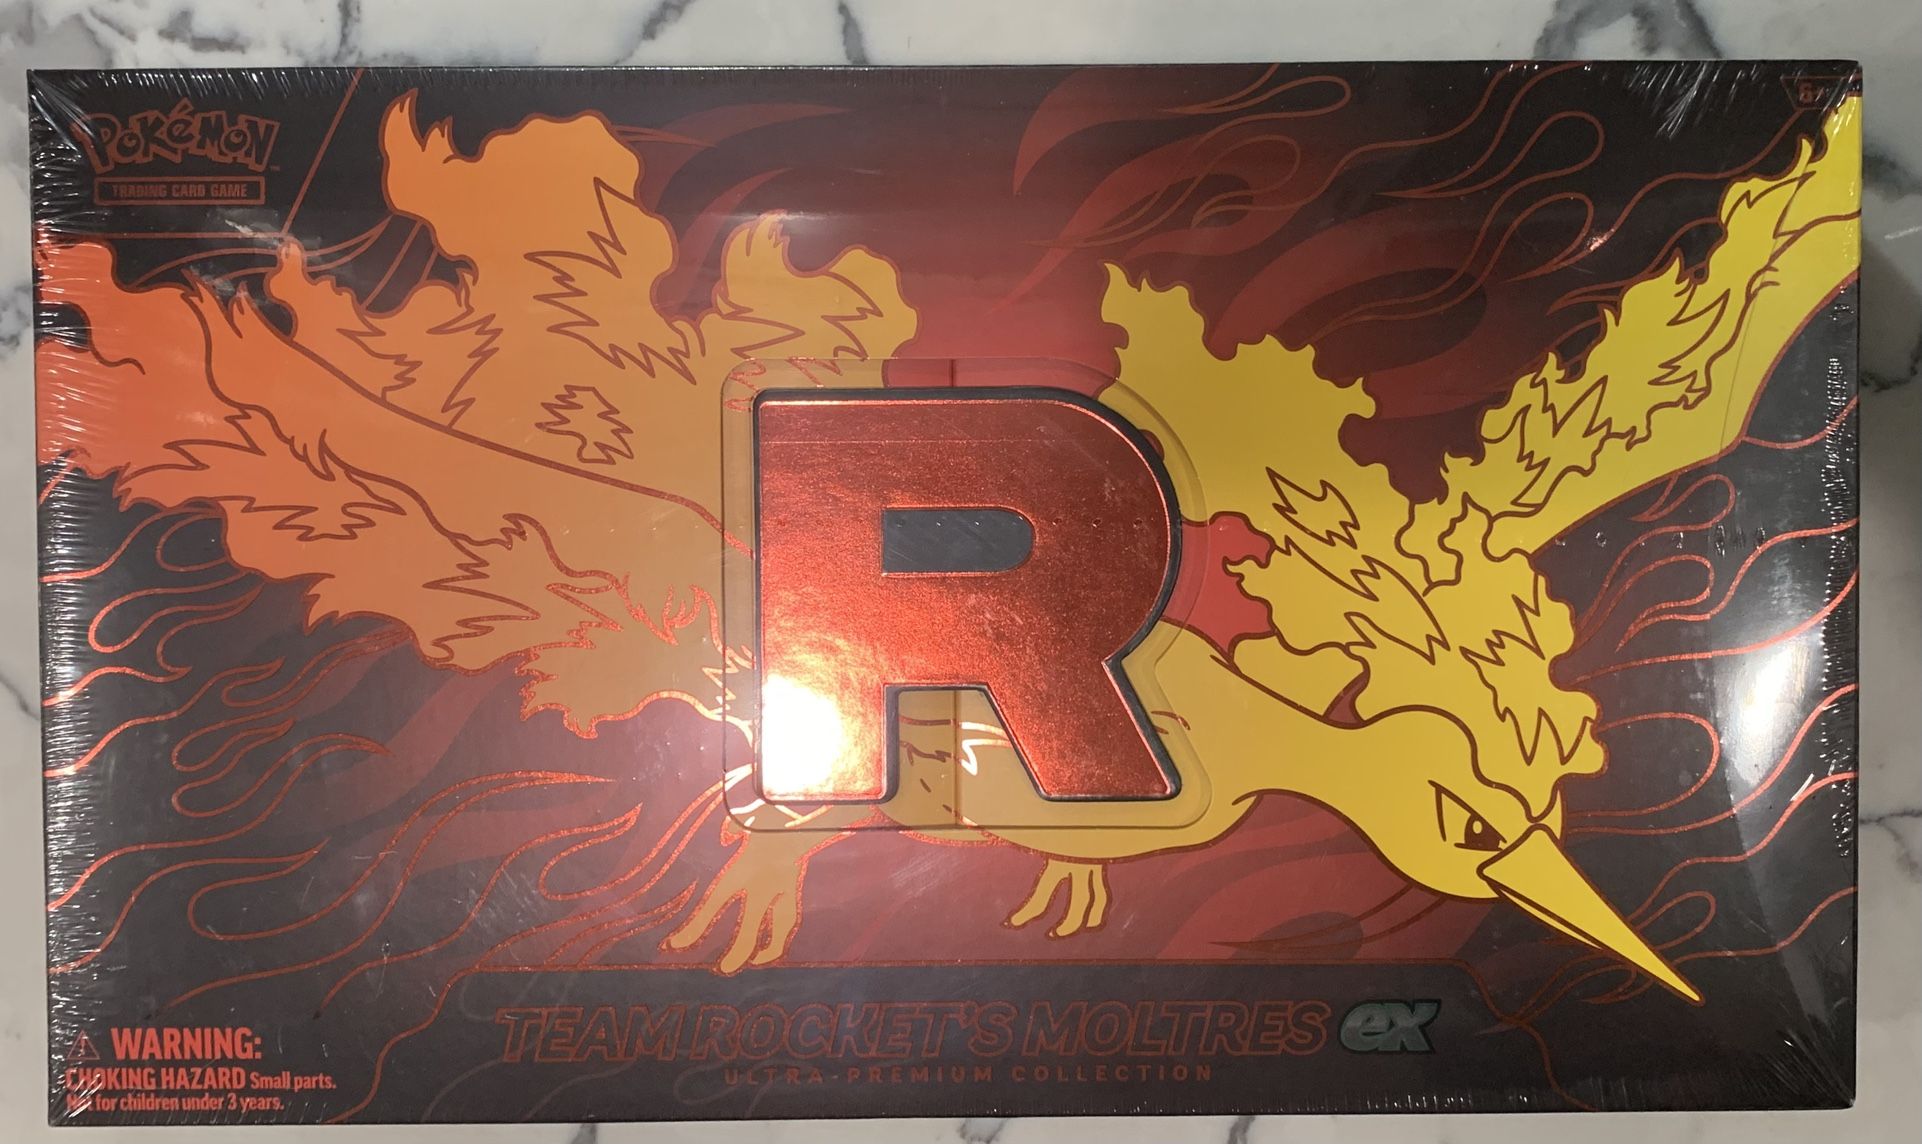 POKéMON
TRADING CARD GAME
6+
R
TEAM ROCKET'S MOLTRES ex
ULTRA-PREMIUM COLLECTION
WARNING:
CHOKING HAZARD Small parts.
Not for children under 3 years.